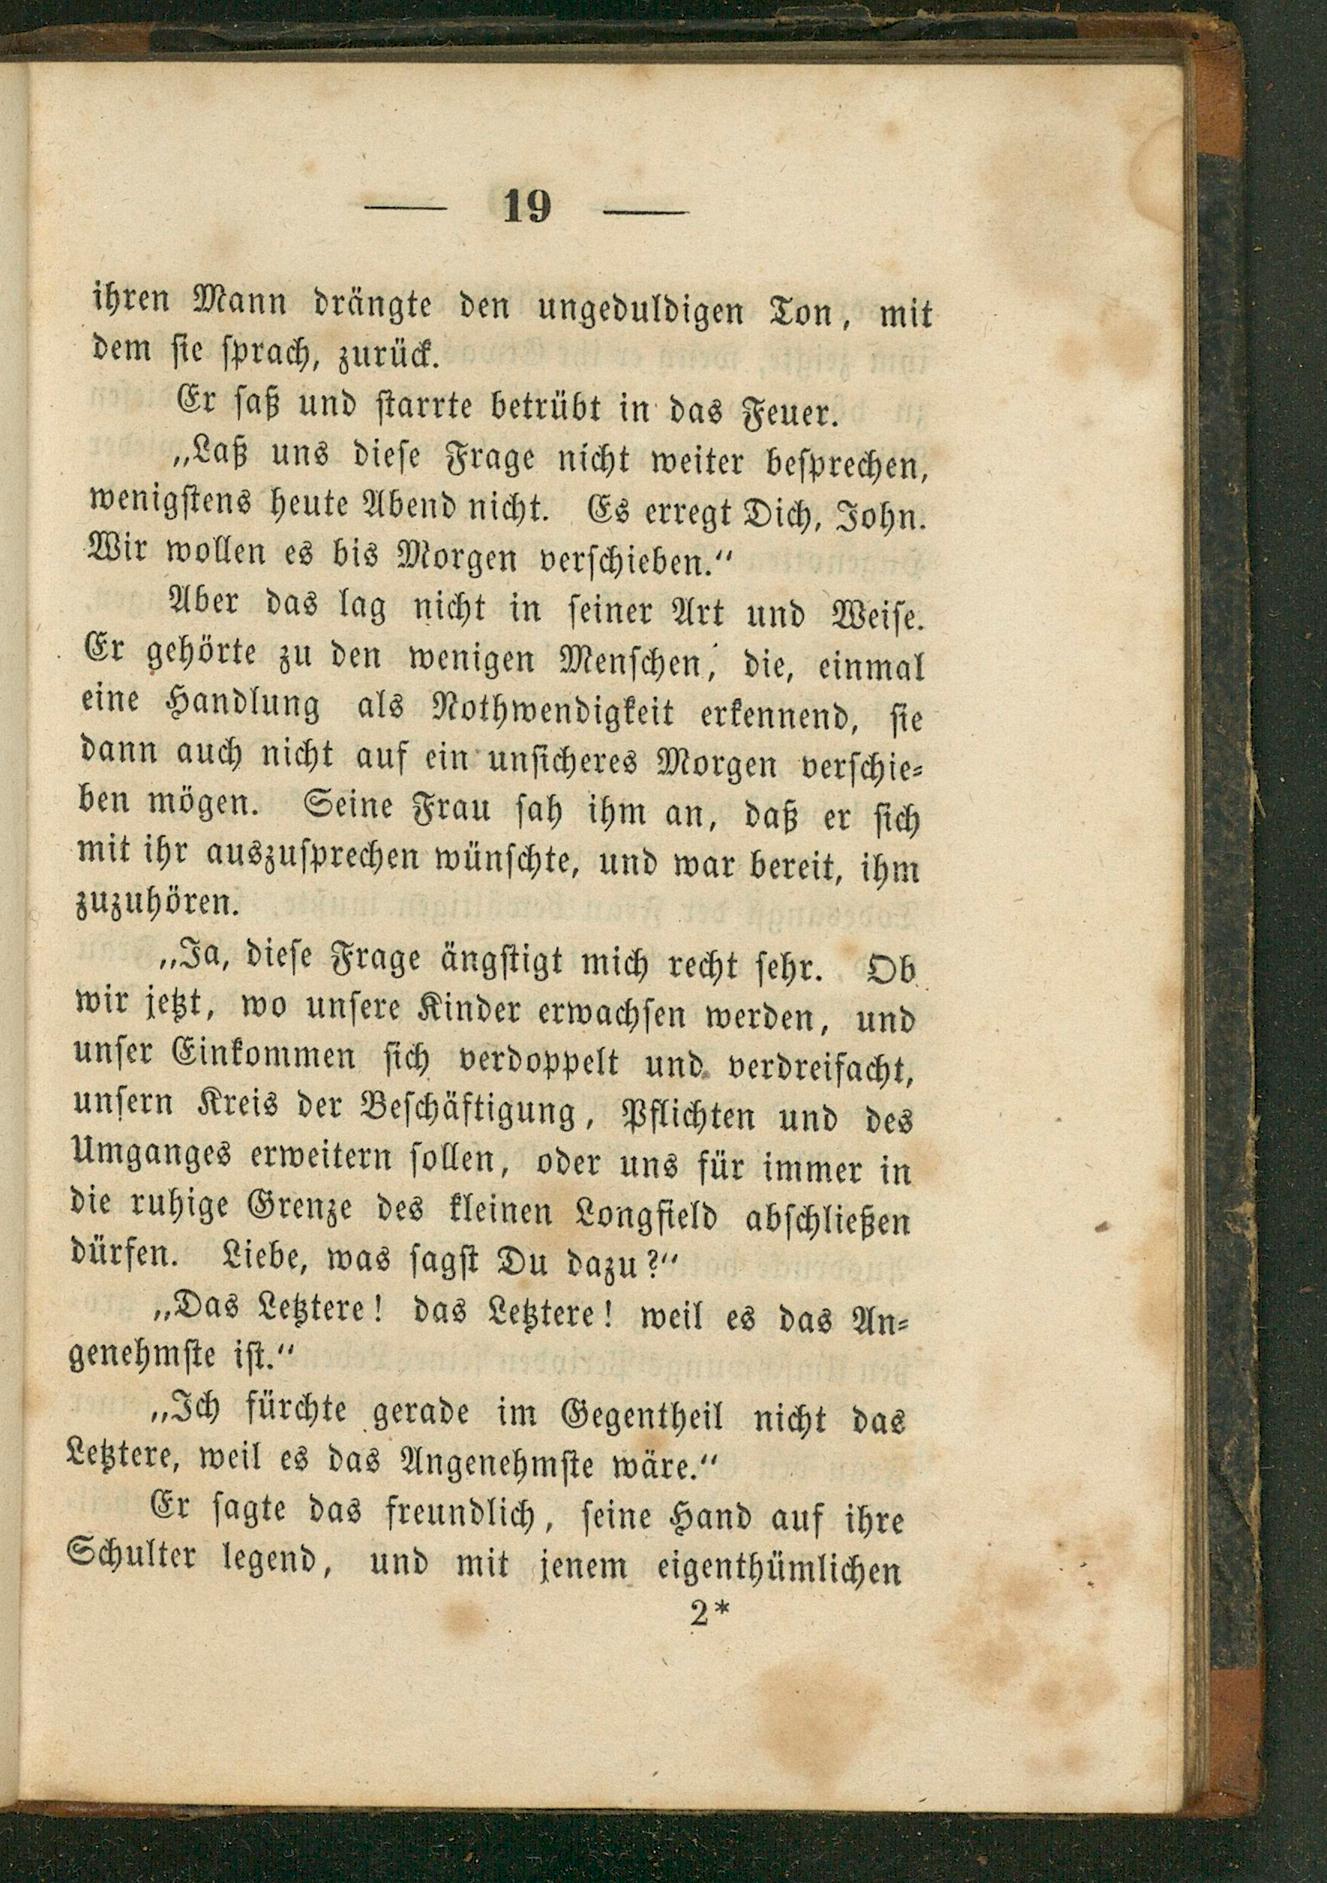 — 19 —
ihren Mann drängte den ungeduldigen Ton, mit
dem sie sprach, zurück.
Er saß und starrte betrübt in das Feuer.
„Laß uns diese Frage nicht weiter besprechen,
wenigstens heute Abend nicht. Es erregt Dich, John.
Wir wollen es bis Morgen verschieben.“
Aber das lag nicht in seiner Art und Weise.
Er gehörte zu den wenigen Menschen, die, einmal
eine Handlung als Nothwendigkeit erkennend, sie
dann auch nicht auf ein unsicheres Morgen verschie-
ben mögen. Seine Frau sah ihm an, daß er sich
mit ihr auszusprechen wünschte, und war bereit, ihm
zuzuhören.
„Ja, diese Frage ängstigt mich recht sehr. Ob
wir jetzt, wo unsere Kinder erwachsen werden, und
unser Einkommen sich verdoppelt und verdreifacht,
unsern Kreis der Beschäftigung, Pflichten und des
Umganges erweitern sollen, oder uns für immer in
die ruhige Grenze des kleinen Longfield abschließen
dürfen. Liebe, was sagst Du dazu?“
„Das Letztere! das Letztere! weil es das An-
genehmste ist.“
„Ich fürchte gerade im Gegentheil nicht das
Letztere, weil es das Angenehmste wäre.“
Er sagte das freundlich, seine Hand auf ihre
Schulter legend, und mit jenem eigenthümlichen
2*